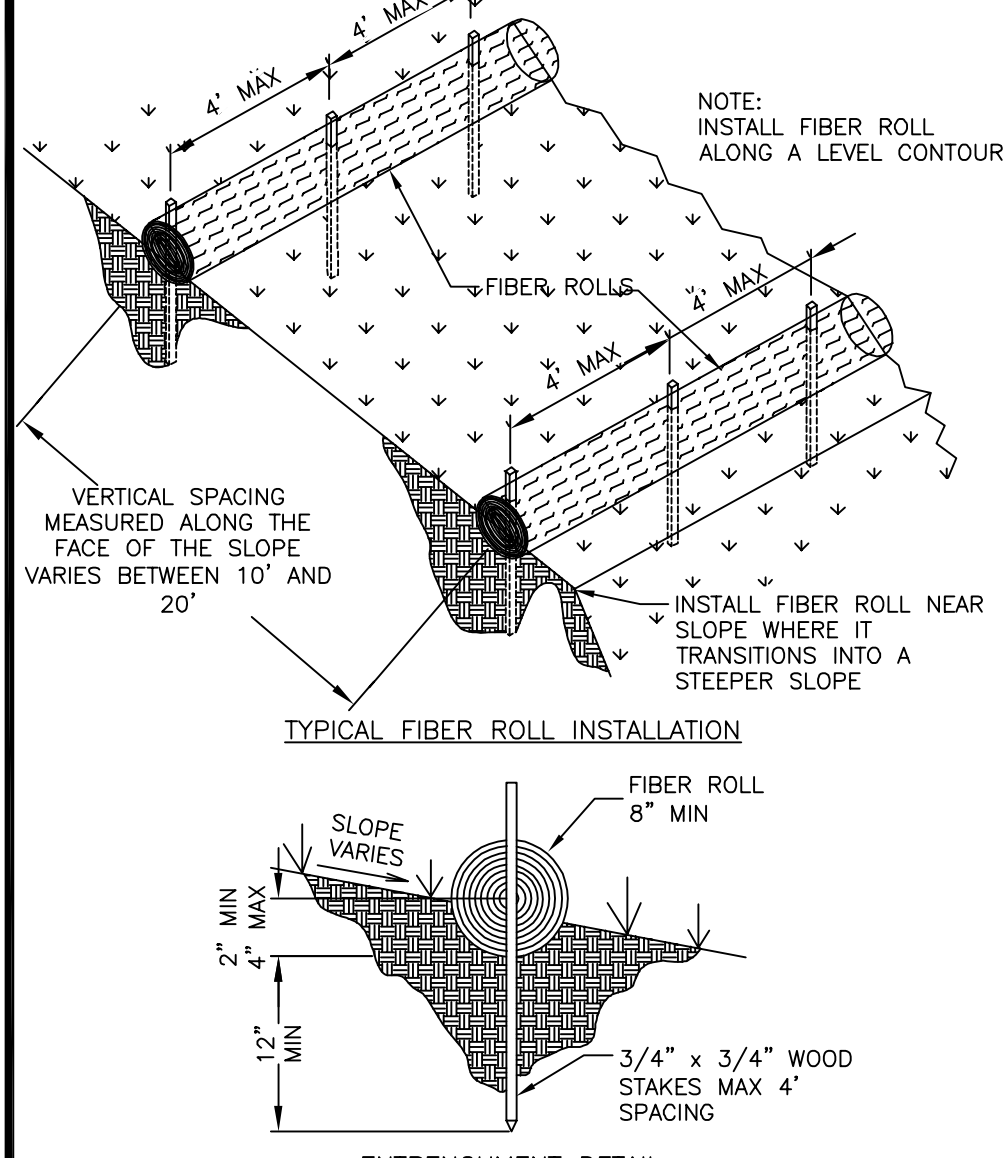 4' MAX
4' MAX
NOTE:
INSTALL FIBER ROLL
ALONG A LEVEL CONTOUR
FIBER ROLLS
4' MAX
4' MAX
VERTICAL SPACING
MEASURED ALONG THE
FACE OF THE SLOPE
VARIES BETWEEN 10' AND
20'
INSTALL FIBER ROLL NEAR
SLOPE WHERE IT
TRANSITIONS INTO A
STEEPER SLOPE
TYPICAL FIBER ROLL INSTALLATION
FIBER ROLL
8" MIN
SLOPE
VARIES
2" MIN
4" MAX
12"
MIN
3/4" x 3/4" WOOD
STAKES MAX 4'
SPACING
ENTRENCHMENT DETAIL